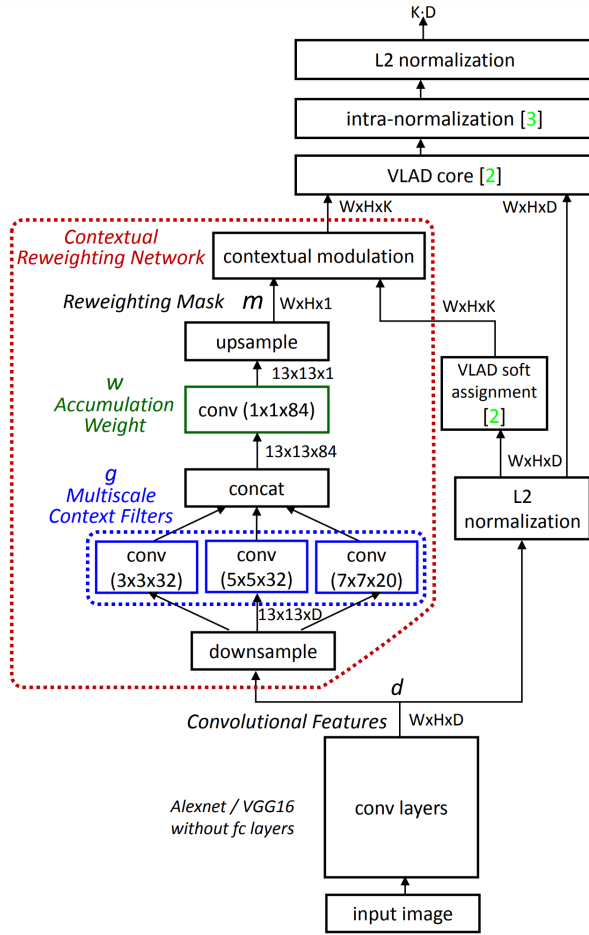 K·D
L2 normalization
intra-normalization [3]
VLAD core [2]
WxHxK
WxHxD
Contextual
Reweighting Network
contextual modulation
Reweighting Mask
m
WxHx1
WxHxK
upsample
13x13x1
w
Accumulation
Weight
conv (1x1x84)
VLAD soft
assignment
[2]
13x13x84
WxHxD
g
Multiscale
Context Filters
concat
L2
normalization
conv
(3x3x32)
conv
(5x5x32)
conv
(7x7x20)
13x13xD
downsample
d
Convolutional Features
WxHxD
Alexnet / VGG16
without fc layers
conv layers
input image